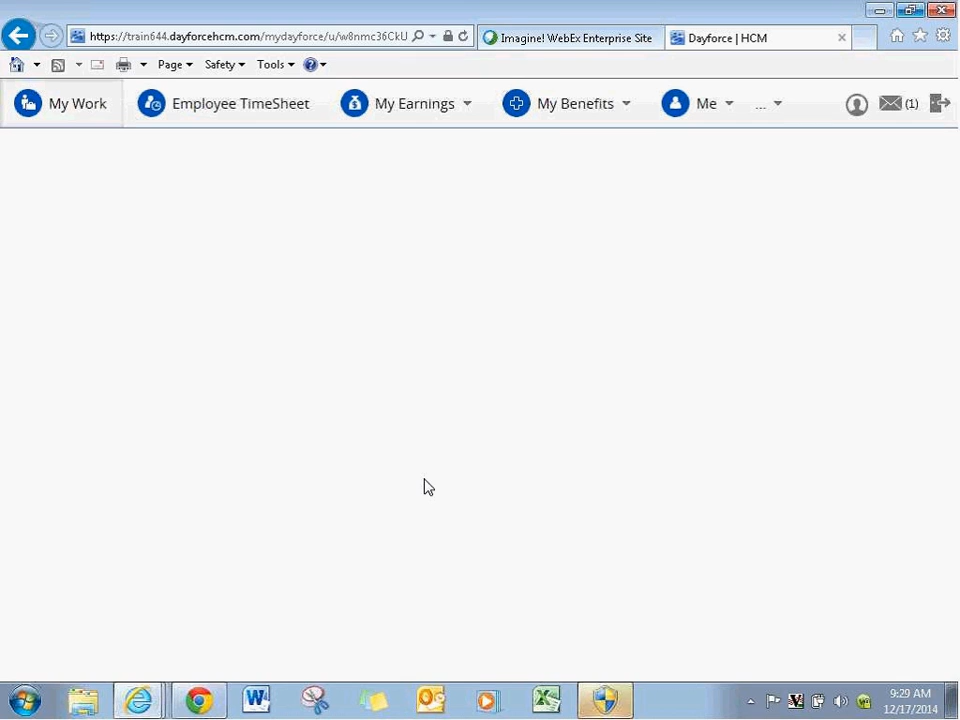 https://train644.dayforcehcm.com/mydayforce/u/w8nmc36CkU
Imagine! WebEx Enterprise Site
Dayforce | HCM
Page
Safety
Tools
My Work
Employee TimeSheet
My Earnings
My Benefits
Me
...
(1)
9:29 AM
12/17/2014